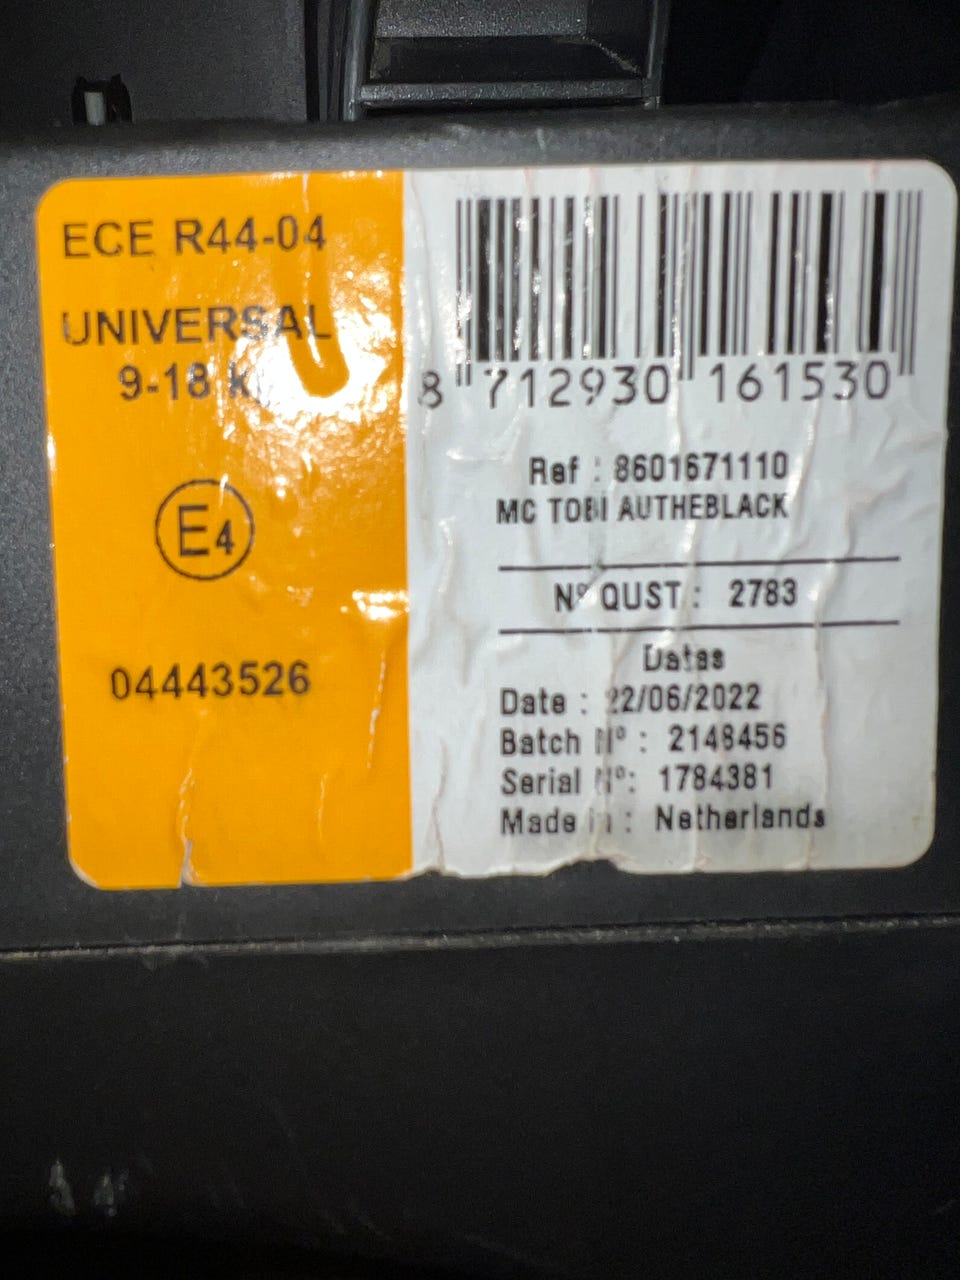 ECE R44-04
UNIVERSAL
9-18 k
E4
04443526
8 712930 161530
Ref : 8601671110
MC TOBI AUTHEBLACK
Nº QUST : 2783
Dates
Date : 22/06/2022
Batch Nº : 2148456
Serial Nº: 1784381
Made in : Netherlands